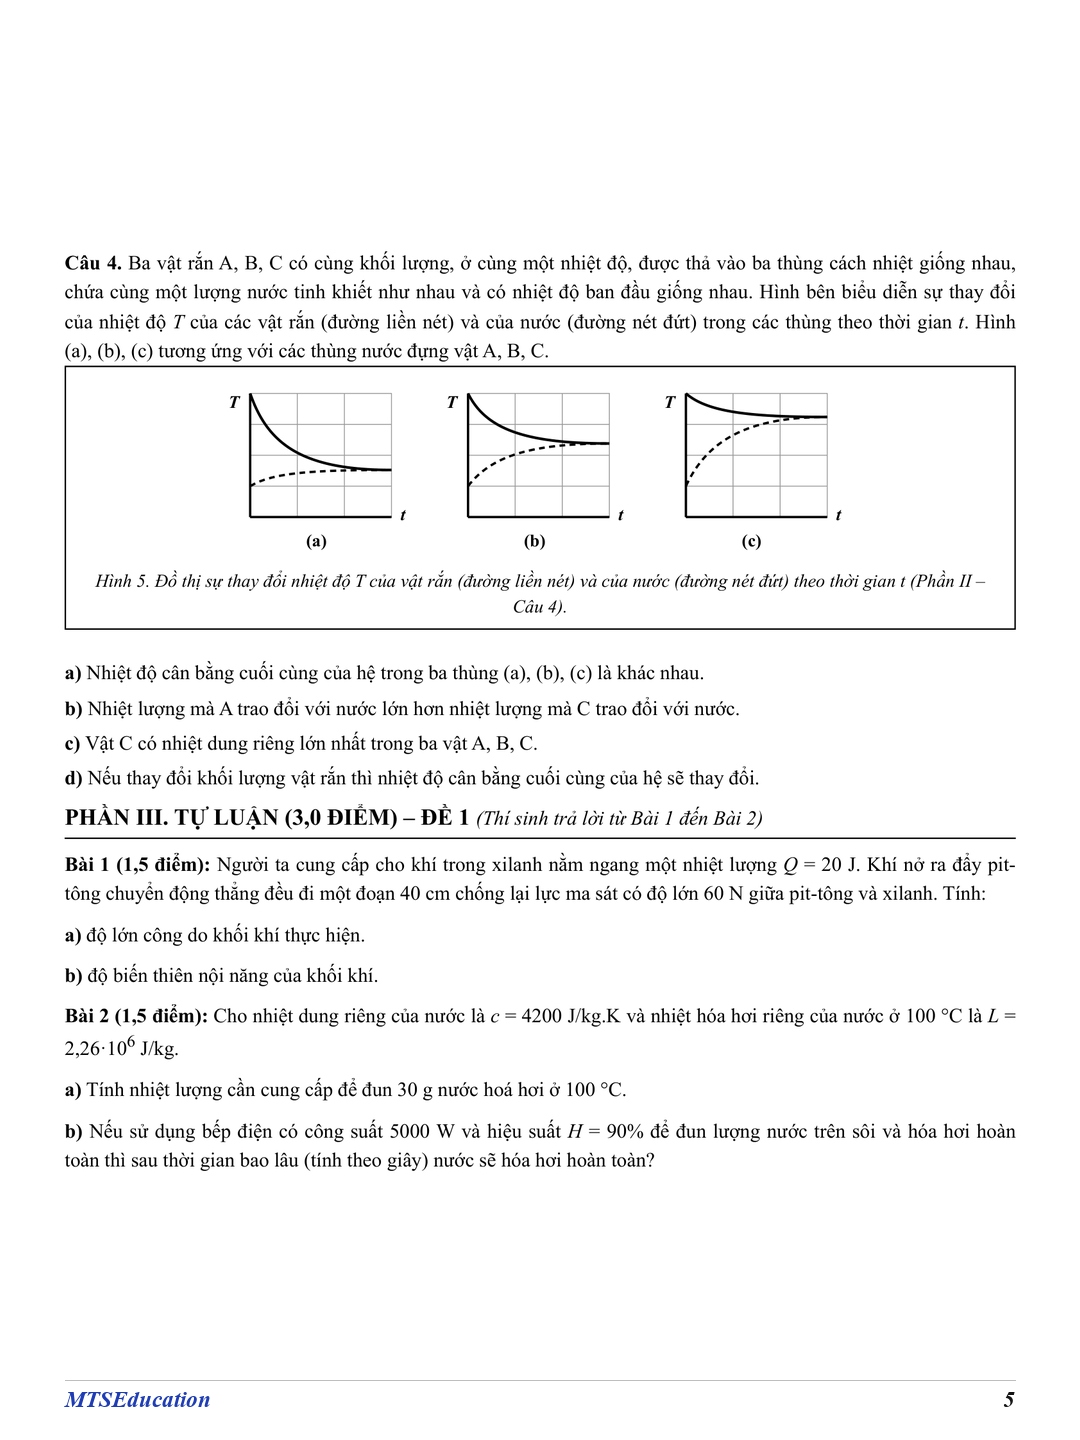 Câu 4. Ba vật rắn A, B, C có cùng khối lượng, ở cùng một nhiệt độ, được thả vào ba thùng cách nhiệt giống nhau,
chứa cùng một lượng nước tinh khiết như nhau và có nhiệt độ ban đầu giống nhau. Hình bên biểu diễn sự thay đổi
của nhiệt độ T của các vật rắn (đường liền nét) và của nước (đường nét đứt) trong các thùng theo thời gian t. Hình
(a), (b), (c) tương ứng với các thùng nước đựng vật A, B, C.
T T T
t t t
(a) (b) (c)
Hình 5. Đồ thị sự thay đổi nhiệt độ T của vật rắn (đường liền nét) và của nước (đường nét đứt) theo thời gian t (Phần II –
Câu 4).
a) Nhiệt độ cân bằng cuối cùng của hệ trong ba thùng (a), (b), (c) là khác nhau.
b) Nhiệt lượng mà A trao đổi với nước lớn hơn nhiệt lượng mà C trao đổi với nước.
c) Vật C có nhiệt dung riêng lớn nhất trong ba vật A, B, C.
d) Nếu thay đổi khối lượng vật rắn thì nhiệt độ cân bằng cuối cùng của hệ sẽ thay đổi.
PHẦN III. TỰ LUẬN (3,0 ĐIỂM) – ĐỀ 1 (Thí sinh trả lời từ Bài 1 đến Bài 2)
Bài 1 (1,5 điểm): Người ta cung cấp cho khí trong xilanh nằm ngang một nhiệt lượng Q = 20 J. Khí nở ra đẩy pit-
tông chuyển động thẳng đều đi một đoạn 40 cm chống lại lực ma sát có độ lớn 60 N giữa pit-tông và xilanh. Tính:
a) độ lớn công do khối khí thực hiện.
b) độ biến thiên nội năng của khối khí.
Bài 2 (1,5 điểm): Cho nhiệt dung riêng của nước là c = 4200 J/kg.K và nhiệt hóa hơi riêng của nước ở 100 °C là L =
2,26·10⁶ J/kg.
a) Tính nhiệt lượng cần cung cấp để đun 30 g nước hoá hơi ở 100 °C.
b) Nếu sử dụng bếp điện có công suất 5000 W và hiệu suất H = 90% để đun lượng nước trên sôi và hóa hơi hoàn
toàn thì sau thời gian bao lâu (tính theo giây) nước sẽ hóa hơi hoàn toàn?
MTSEducation 5